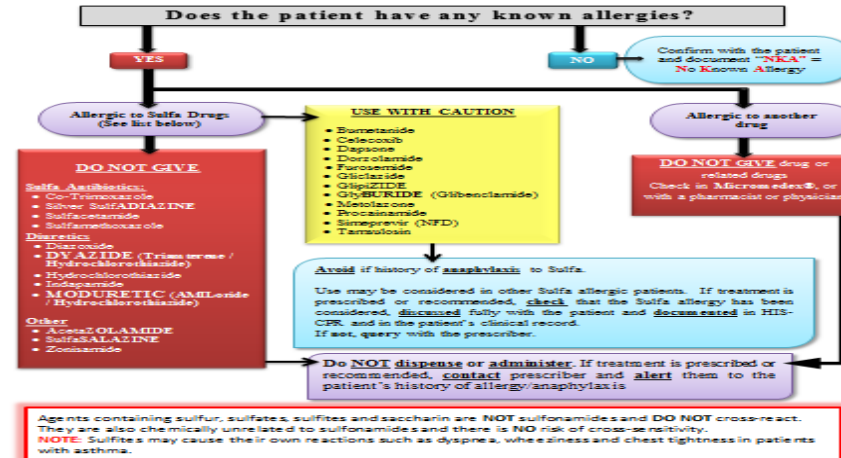 Does the patient have any known allergies?
YES
NO
Confirm with the patient
and document "NKA" =
No Known Allergy
Allergic to Sulfa Drugs
(See list below)
USE WITH CAUTION
• Bumetanide
• Celecoxib
• Dapsone
• Dorzolamide
• Furosemide
• Gliclazide
• GlipiZIDE
• GlyBURIDE (Glibenclamide)
• Metolazone
• Procainamide
• Simeprevir (NFD)
• Tamsulosin
Allergic to another
drug
DO NOT GIVE
Sulfa Antibiotics:
• Co-Trimoxazole
• Silver SulfADIAZINE
• Sulfacetamide
• Sulfamethoxazole
Diuretics
• Diazoxide
• DYAZIDE (Triamterene /
Hydrochlorothiazide)
• Hydrochlorothiazide
• Indapamide
• MODURETIC (AMILoride
/ Hydrochlorothiazide)
Other
• AcetaZOLAMIDE
• SulfaSALAZINE
• Zonisamide
DO NOT GIVE drug or
related drugs
Check in Micromedex®, or
with a pharmacist or physician
Avoid if history of anaphylaxis to Sulfa.
Use may be considered in other Sulfa allergic patients. If treatment is
prescribed or recommended, check that the Sulfa allergy has been
considered, discussed fully with the patient and documented in HIS-
CPR and in the patient's clinical record.
If not, query with the prescriber.
Do NOT dispense or administer. If treatment is prescribed or
recommended, contact prescriber and alert them to the
patient's history of allergy/anaphylaxis
Agents containing sulfur, sulfates, sulfites and saccharin are NOT sulfonamides and DO NOT cross-react.
They are also chemically unrelated to sulfonamides and there is NO risk of cross-sensitivity.
NOTE: Sulfites may cause their own reactions such as dyspnea, wheeziness and chest tightness in patients
with asthma.